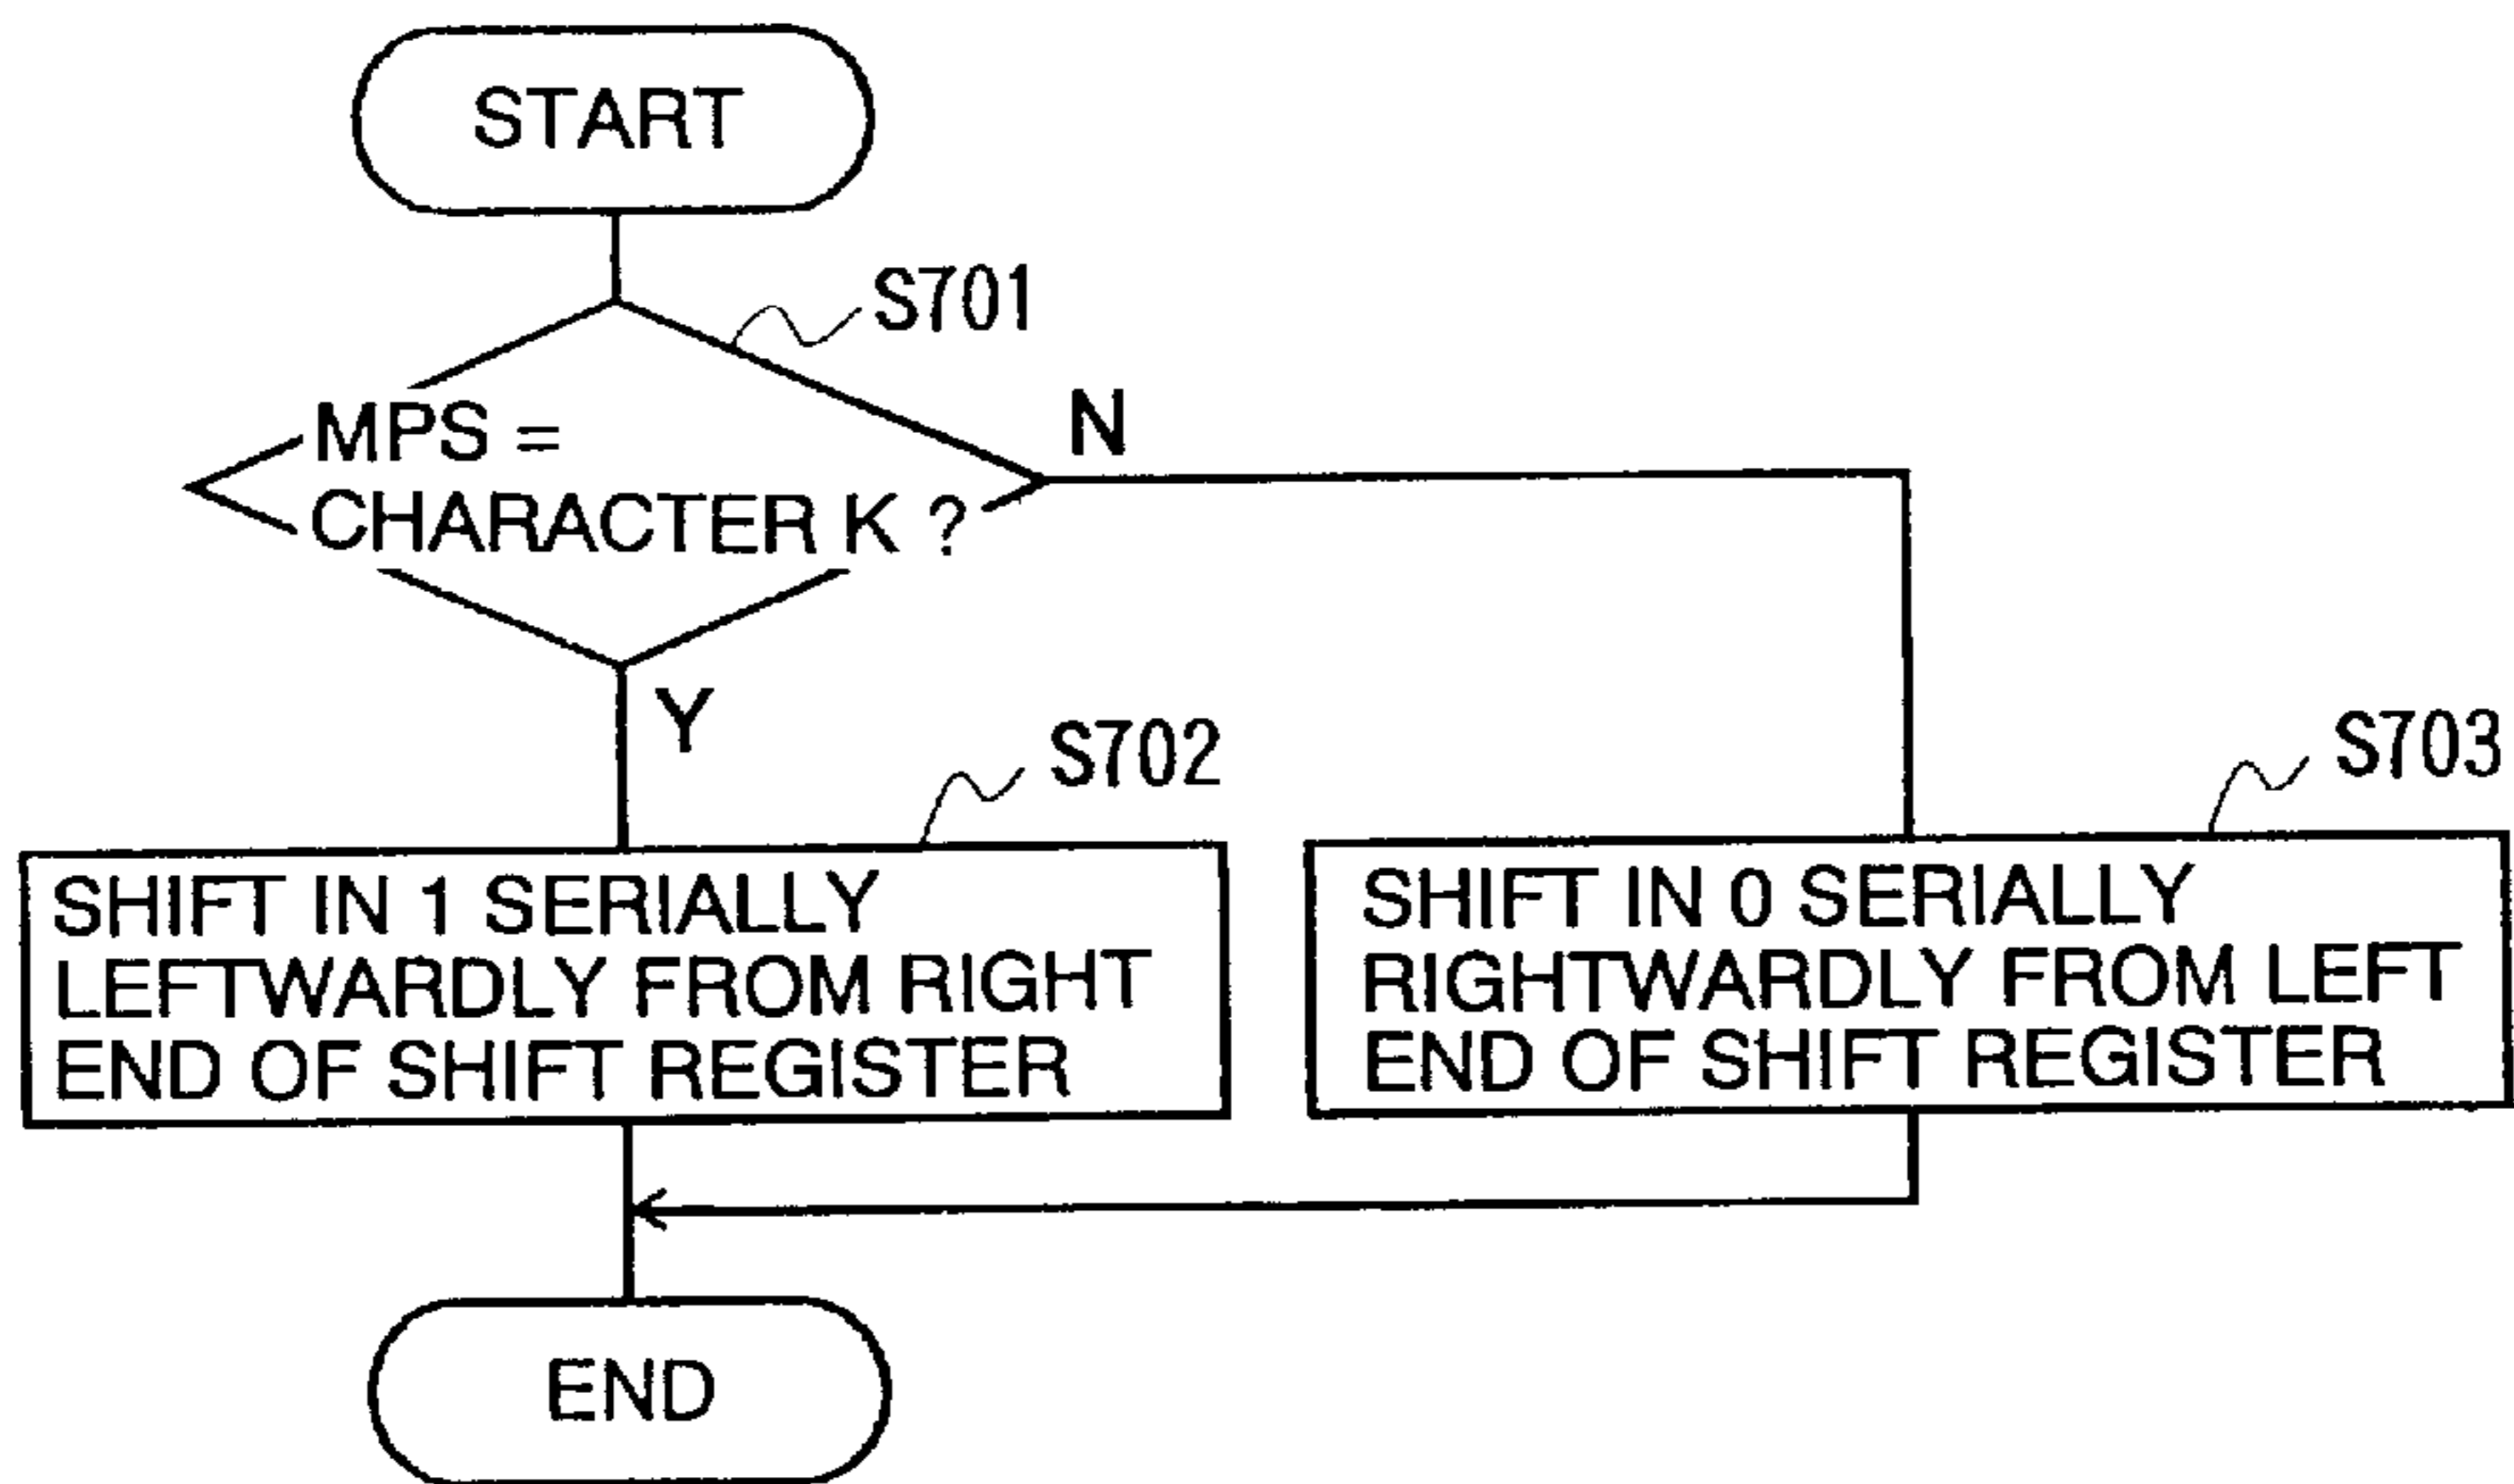 START
S701
MPS =
CHARACTER K ?
N
Y
S702
SHIFT IN 1 SERIALLY
LEFTWARDLY FROM RIGHT
END OF SHIFT REGISTER
S703
SHIFT IN 0 SERIALLY
RIGHTWARDLY FROM LEFT
END OF SHIFT REGISTER
END